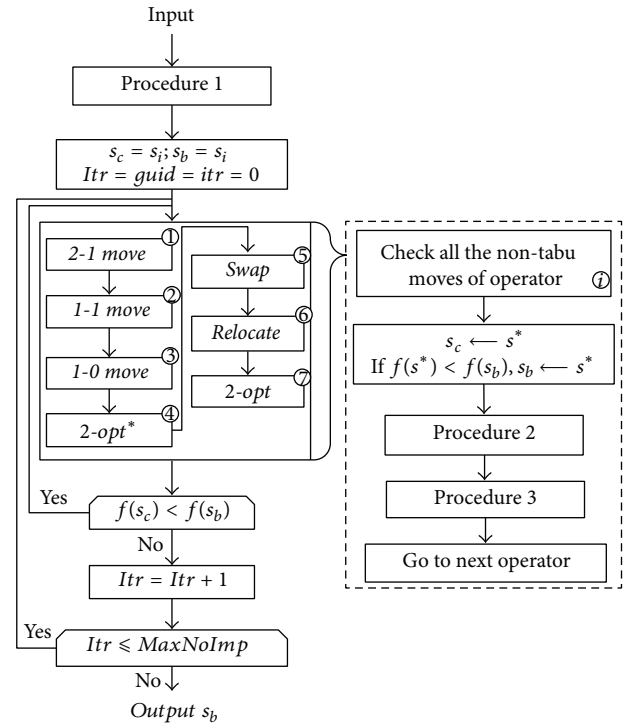 Input
Procedure 1
s_c = s_i; s_b = s_i
Itr = guid = itr = 0
① 
2-1 move
②
1-1 move
③
1-0 move
④
2-opt*
⑤
Swap
⑥
Relocate
⑦
2-opt
Check all the non-tabu
moves of operator ⓘ
s_c ⟵ s*
If f(s*) < f(s_b), s_b ⟵ s*
Procedure 2
Procedure 3
Go to next operator
Yes
f(s_c) < f(s_b)
No
Itr = Itr + 1
Yes
Itr ⩽ MaxNoImp
No
Output s_b